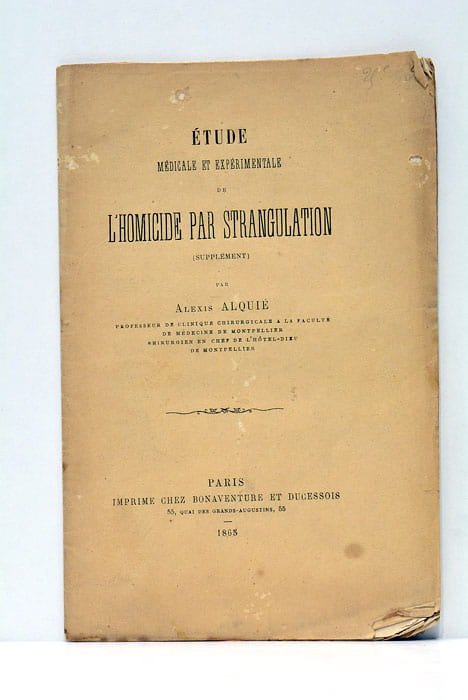 ÉTUDE
MÉDICALE ET EXPÉRIMENTALE
DE
L'HOMICIDE PAR STRANGULATION
(SUPPLÉMENT)
PAR
ALEXIS ALQUIÉ
PROFESSEUR DE CLINIQUE CHIRURGICALE A LA FACULTÉ
DE MÉDECINE DE MONTPELLIER
CHIRURGIEN EN CHEF DE L'HÔTEL-DIEU
DE MONTPELLIER
PARIS
IMPRIME CHEZ BONAVENTURE ET DUCESSOIS
55, QUAI DES GRANDS-AUGUSTINS, 55
1865